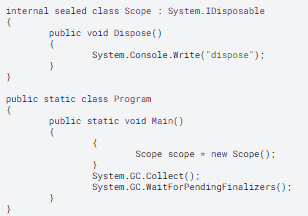 internal sealed class Scope : System.IDisposable
{
        public void Dispose()
        {
                System.Console.Write("dispose");
        }
}

public static class Program
{
        public static void Main()
        {
                {
                        Scope scope = new Scope();
                }
                System.GC.Collect();
                System.GC.WaitForPendingFinalizers();
        }
}